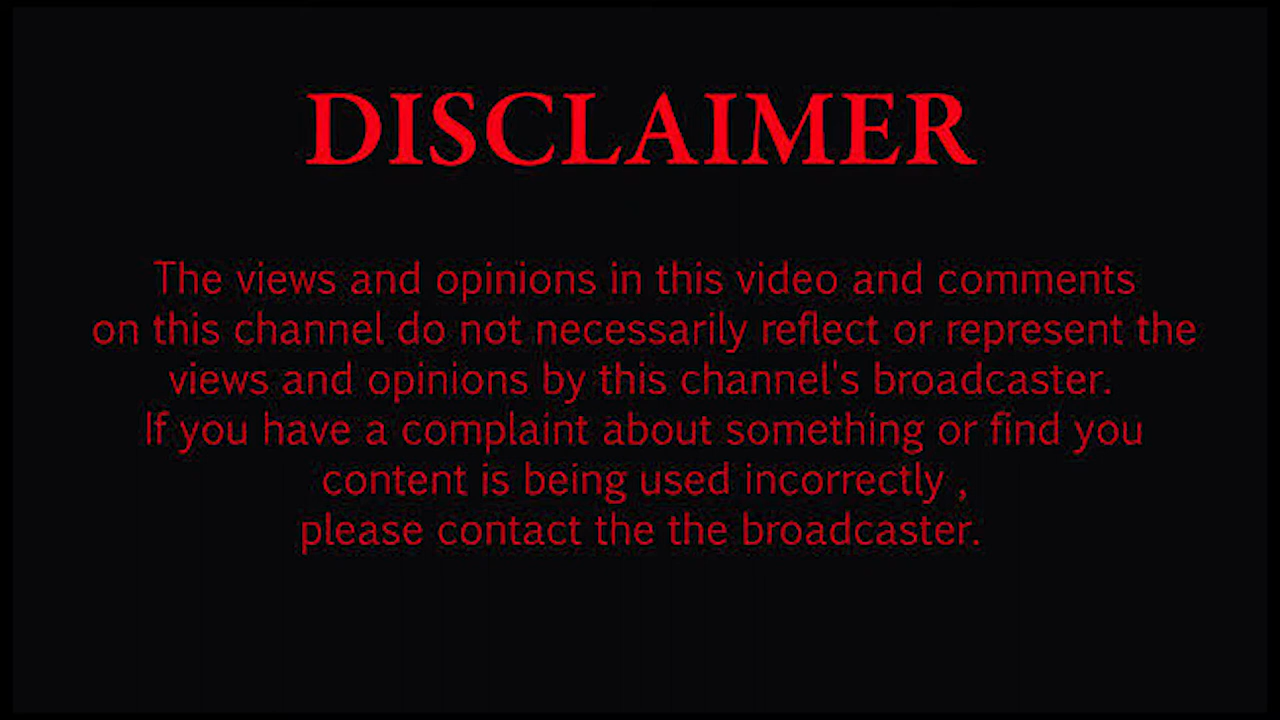 DISCLAIMER
The views and opinions in this video and comments
on this channel do not necessarily reflect or represent the
views and opinions by this channel's broadcaster.
If you have a complaint about something or find you
content is being used incorrectly ,
please contact the the broadcaster.